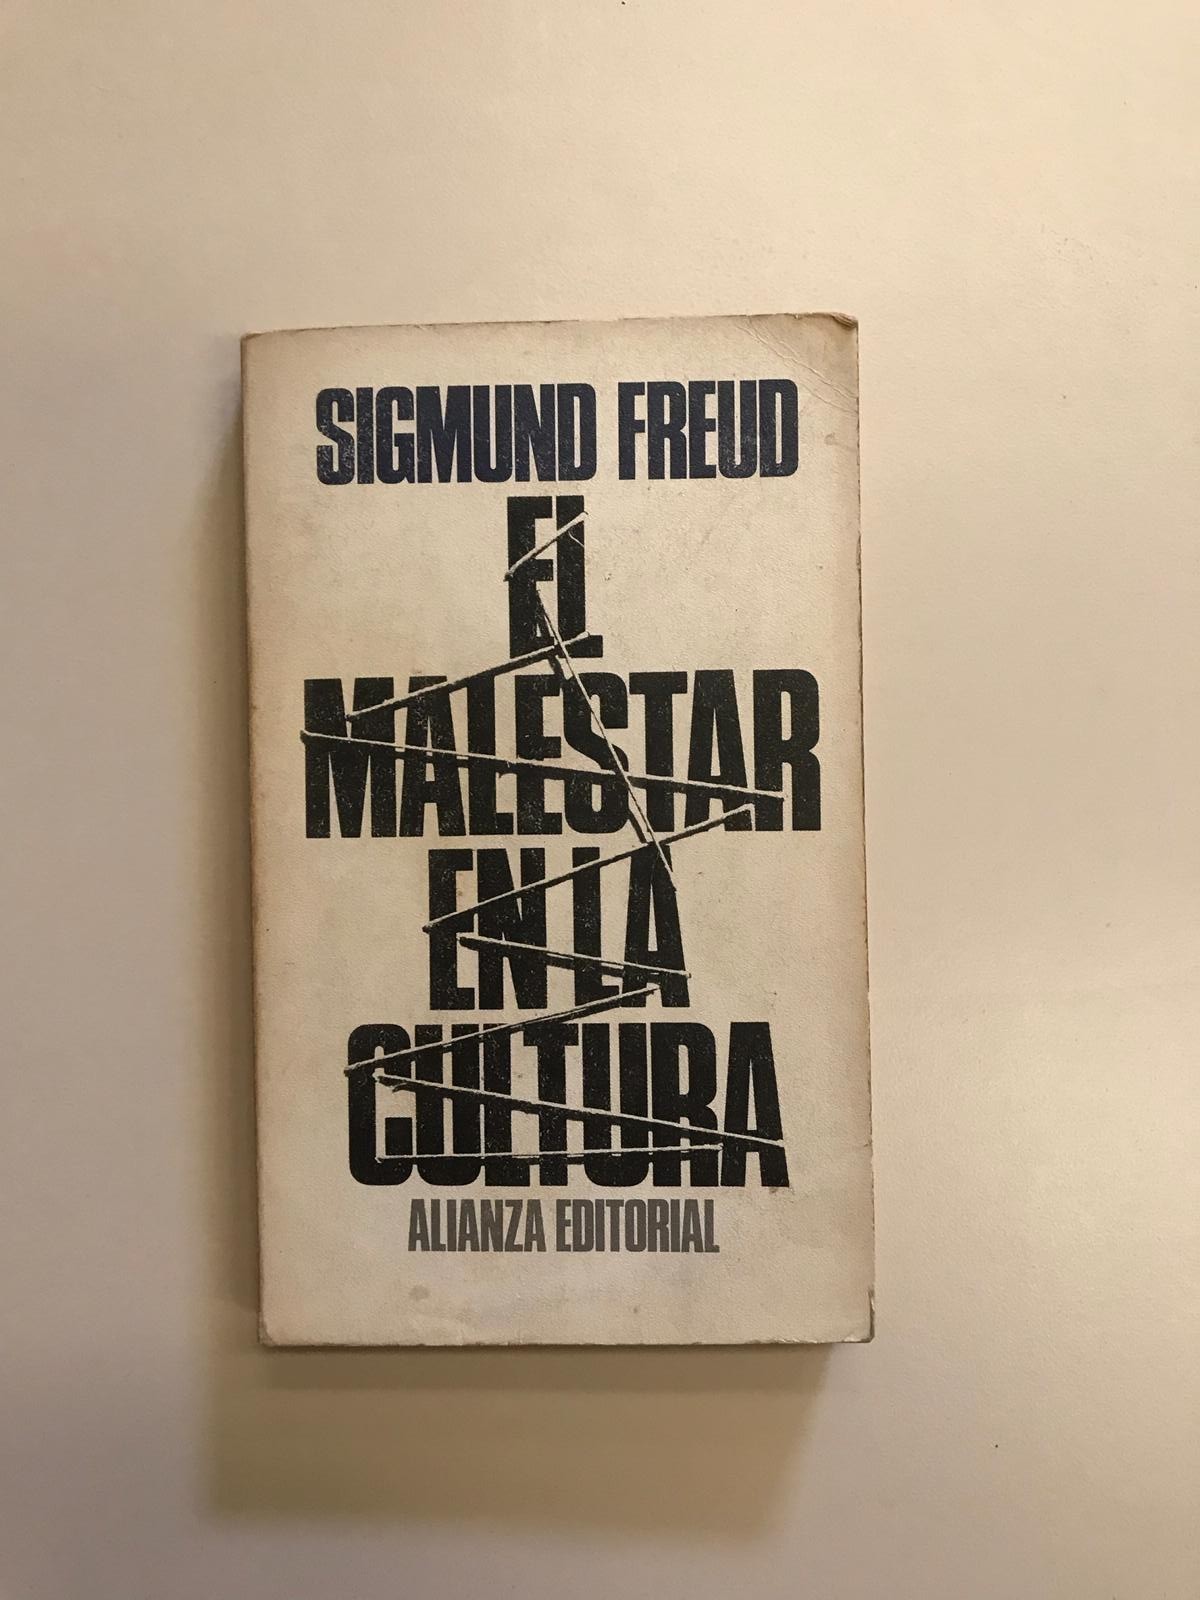 SIGMUND FREUD
EL
MALESTAR
EN LA
CULTURA
ALIANZA EDITORIAL